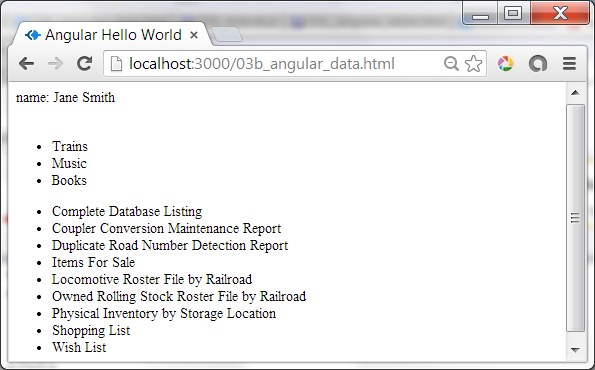 Angular Hello World
localhost:3000/03b_angular_data.html
name: Jane Smith
Trains
Music
Books
Complete Database Listing
Coupler Conversion Maintenance Report
Duplicate Road Number Detection Report
Items For Sale
Locomotive Roster File by Railroad
Owned Rolling Stock Roster File by Railroad
Physical Inventory by Storage Location
Shopping List
Wish List